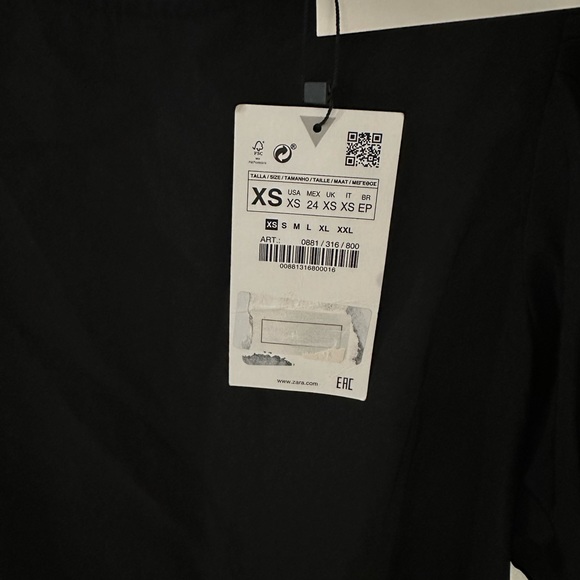 FSC
TALLA / SIZE / TAMANHO / TAILLE / MAAT / ΜΕΓΕΘΟΣ
XS USA MEX UK IT BR
XS 24 XS XS EP
XS S M L XL XXL
ART.: 0881 / 316 / 800
00881316800016
www.zara.com EAC